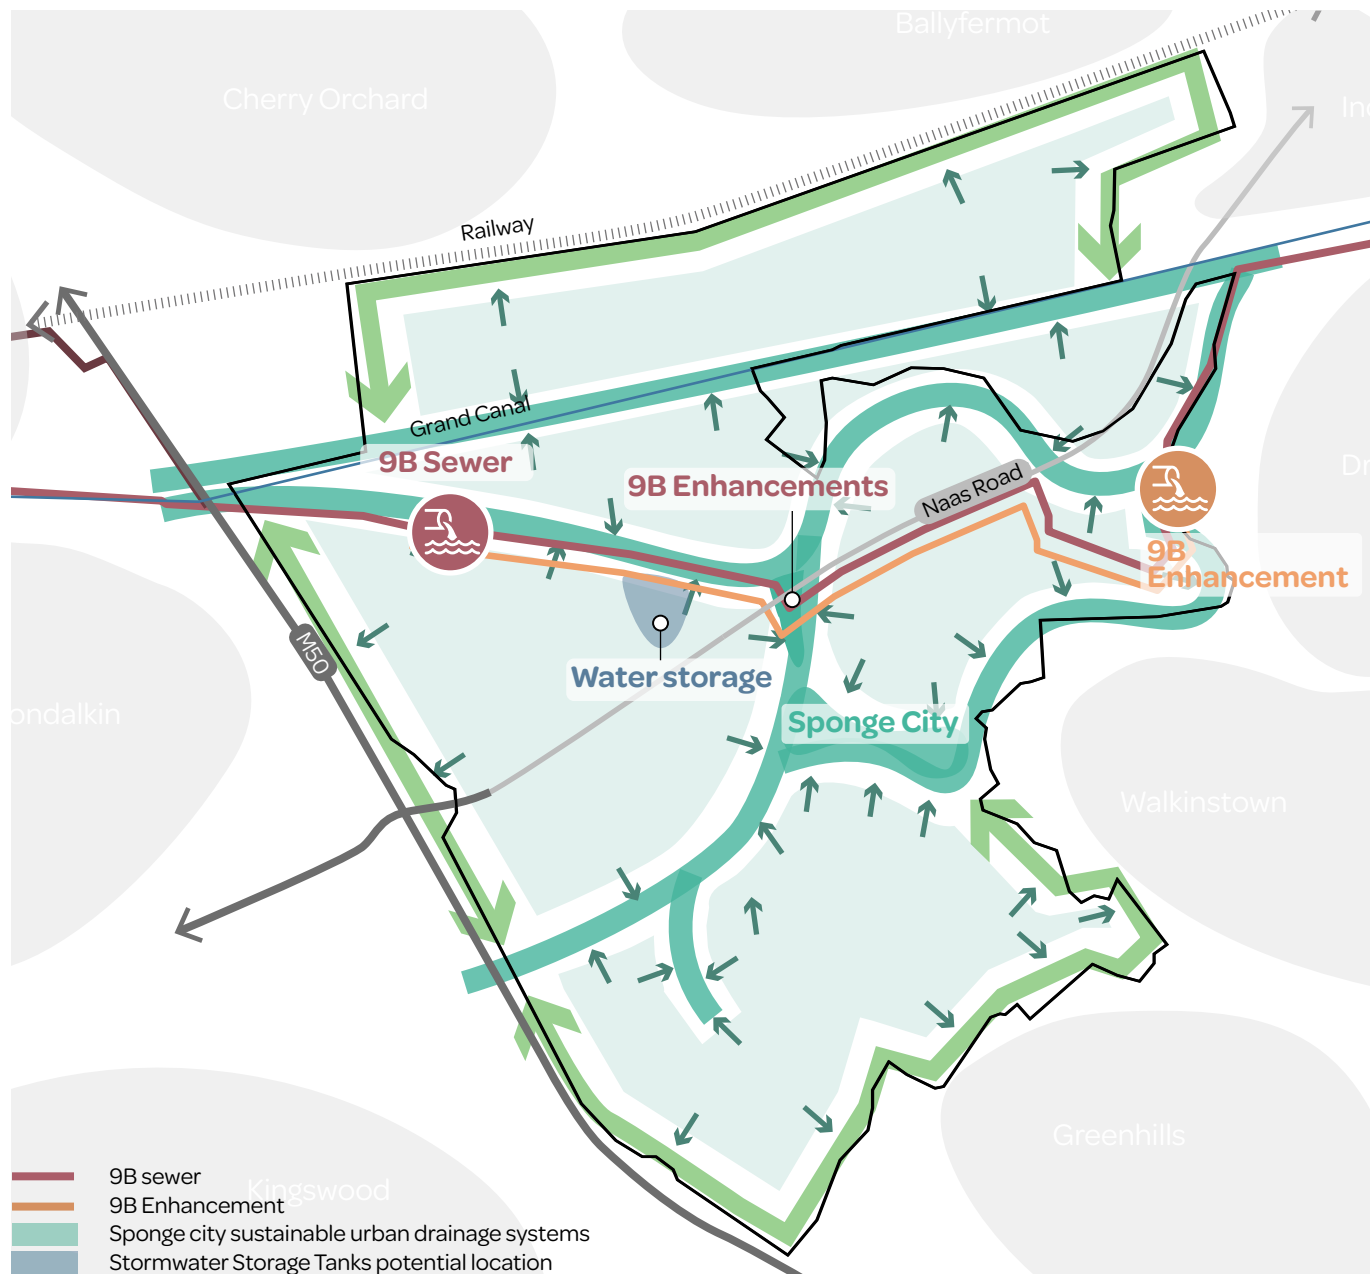 Ballyfermot
Cherry Orchard
Railway
Grand Canal
9B Sewer
9B Enhancements
Naas Road
9B
Enhancement
M50
Water storage
Sponge City
Walkinstown
Greenhills
Kingswood
9B sewer
9B Enhancement
Sponge city sustainable urban drainage systems
Stormwater Storage Tanks potential location